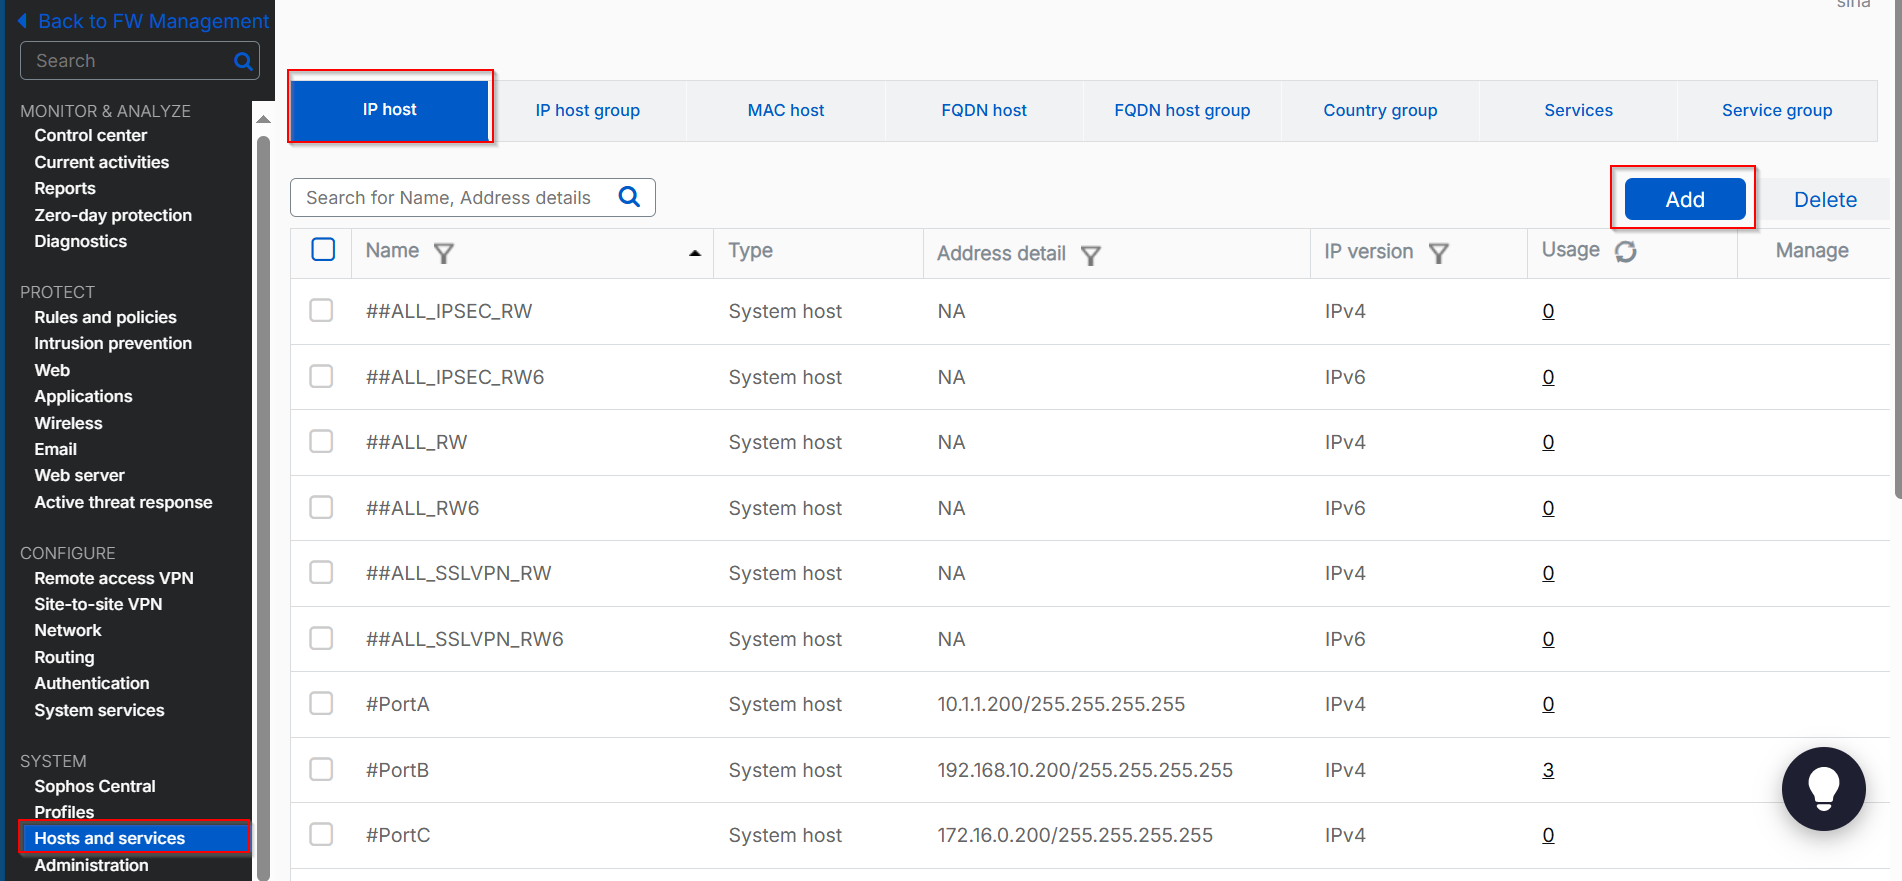 sina
Back to FW Management
Search
MONITOR & ANALYZE
Control center
Current activities
Reports
Zero-day protection
Diagnostics
PROTECT
Rules and policies
Intrusion prevention
Web
Applications
Wireless
Email
Web server
Active threat response
CONFIGURE
Remote access VPN
Site-to-site VPN
Network
Routing
Authentication
System services
SYSTEM
Sophos Central
Profiles
Hosts and services
Administration
IP host IP host group MAC host FQDN host FQDN host group Country group Services Service group
Search for Name, Address details Add Delete
Name Type Address detail IP version Usage Manage
##ALL_IPSEC_RW System host NA IPv4 0
##ALL_IPSEC_RW6 System host NA IPv6 0
##ALL_RW System host NA IPv4 0
##ALL_RW6 System host NA IPv6 0
##ALL_SSLVPN_RW System host NA IPv4 0
##ALL_SSLVPN_RW6 System host NA IPv6 0
#PortA System host 10.1.1.200/255.255.255.255 IPv4 0
#PortB System host 192.168.10.200/255.255.255.255 IPv4 3
#PortC System host 172.16.0.200/255.255.255.255 IPv4 0